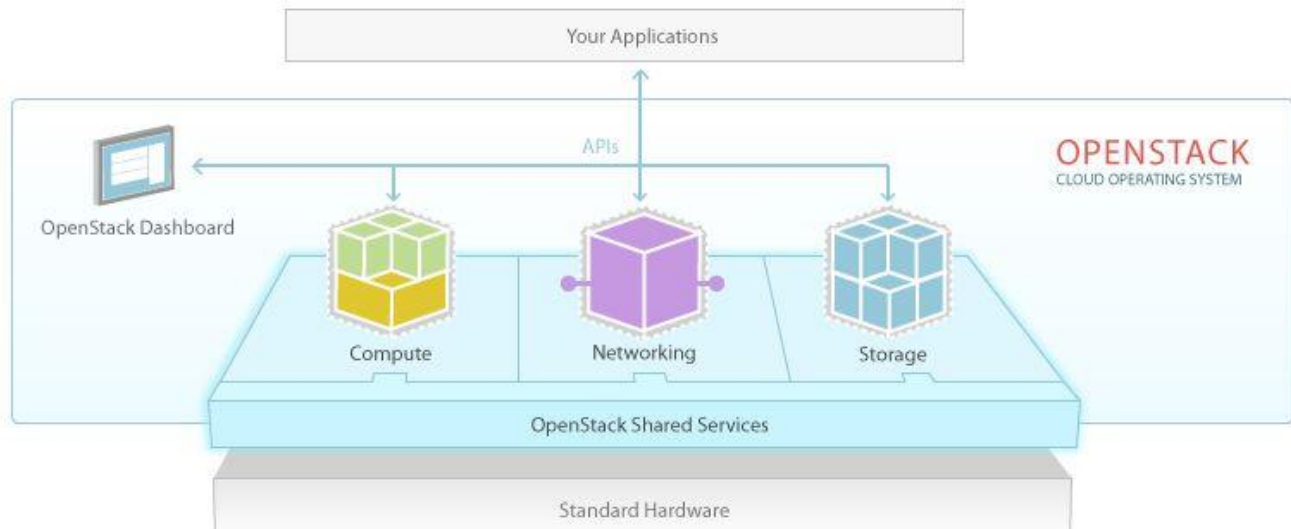 Your Applications
APIs
OPENSTACK
CLOUD OPERATING SYSTEM
OpenStack Dashboard
Compute
Networking
Storage
OpenStack Shared Services
Standard Hardware